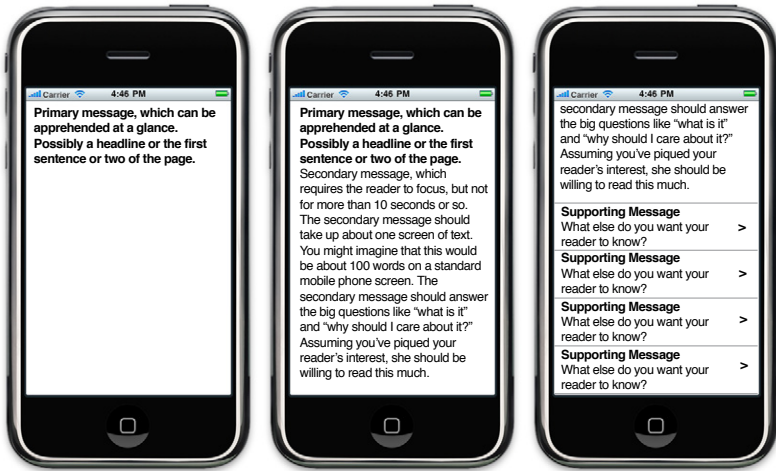 Carrier 4:46 PM
Primary message, which can be
apprehended at a glance.
Possibly a headline or the first
sentence or two of the page.
Carrier 4:46 PM
Primary message, which can be
apprehended at a glance.
Possibly a headline or the first
sentence or two of the page.
Secondary message, which
requires the reader to focus, but not
for more than 10 seconds or so.
The secondary message should
take up about one screen of text.
You might imagine that this would
be about 100 words on a standard
mobile phone screen. The
secondary message should answer
the big questions like “what is it”
and “why should I care about it?”
Assuming you’ve piqued your
reader’s interest, she should be
willing to read this much.
Carrier 4:46 PM
secondary message should answer
the big questions like “what is it”
and “why should I care about it?”
Assuming you’ve piqued your
reader’s interest, she should be
willing to read this much.
Supporting Message
What else do you want your >
reader to know?
Supporting Message
What else do you want your >
reader to know?
Supporting Message
What else do you want your >
reader to know?
Supporting Message
What else do you want your >
reader to know?